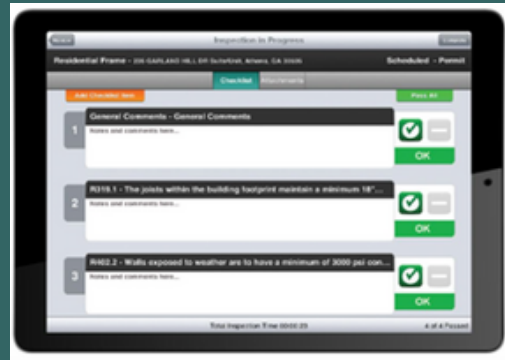 Inspection in Progress
Residential Frame - GARLAND HILL DR Athens, GA
Scheduled - Permit
Checklist Attachments
Add Checklist Item
Pass All
1
General Comments - General Comments
Notes and comments here...
OK
2
R319.1 - The joists within the building footprint maintain a minimum 18"...
Notes and comments here...
OK
3
R402.2 - Walls exposed to weather are to have a minimum of 3000 psi con...
Notes and comments here...
OK
Total Inspection Time 00:00:25
4 of 4 Passed